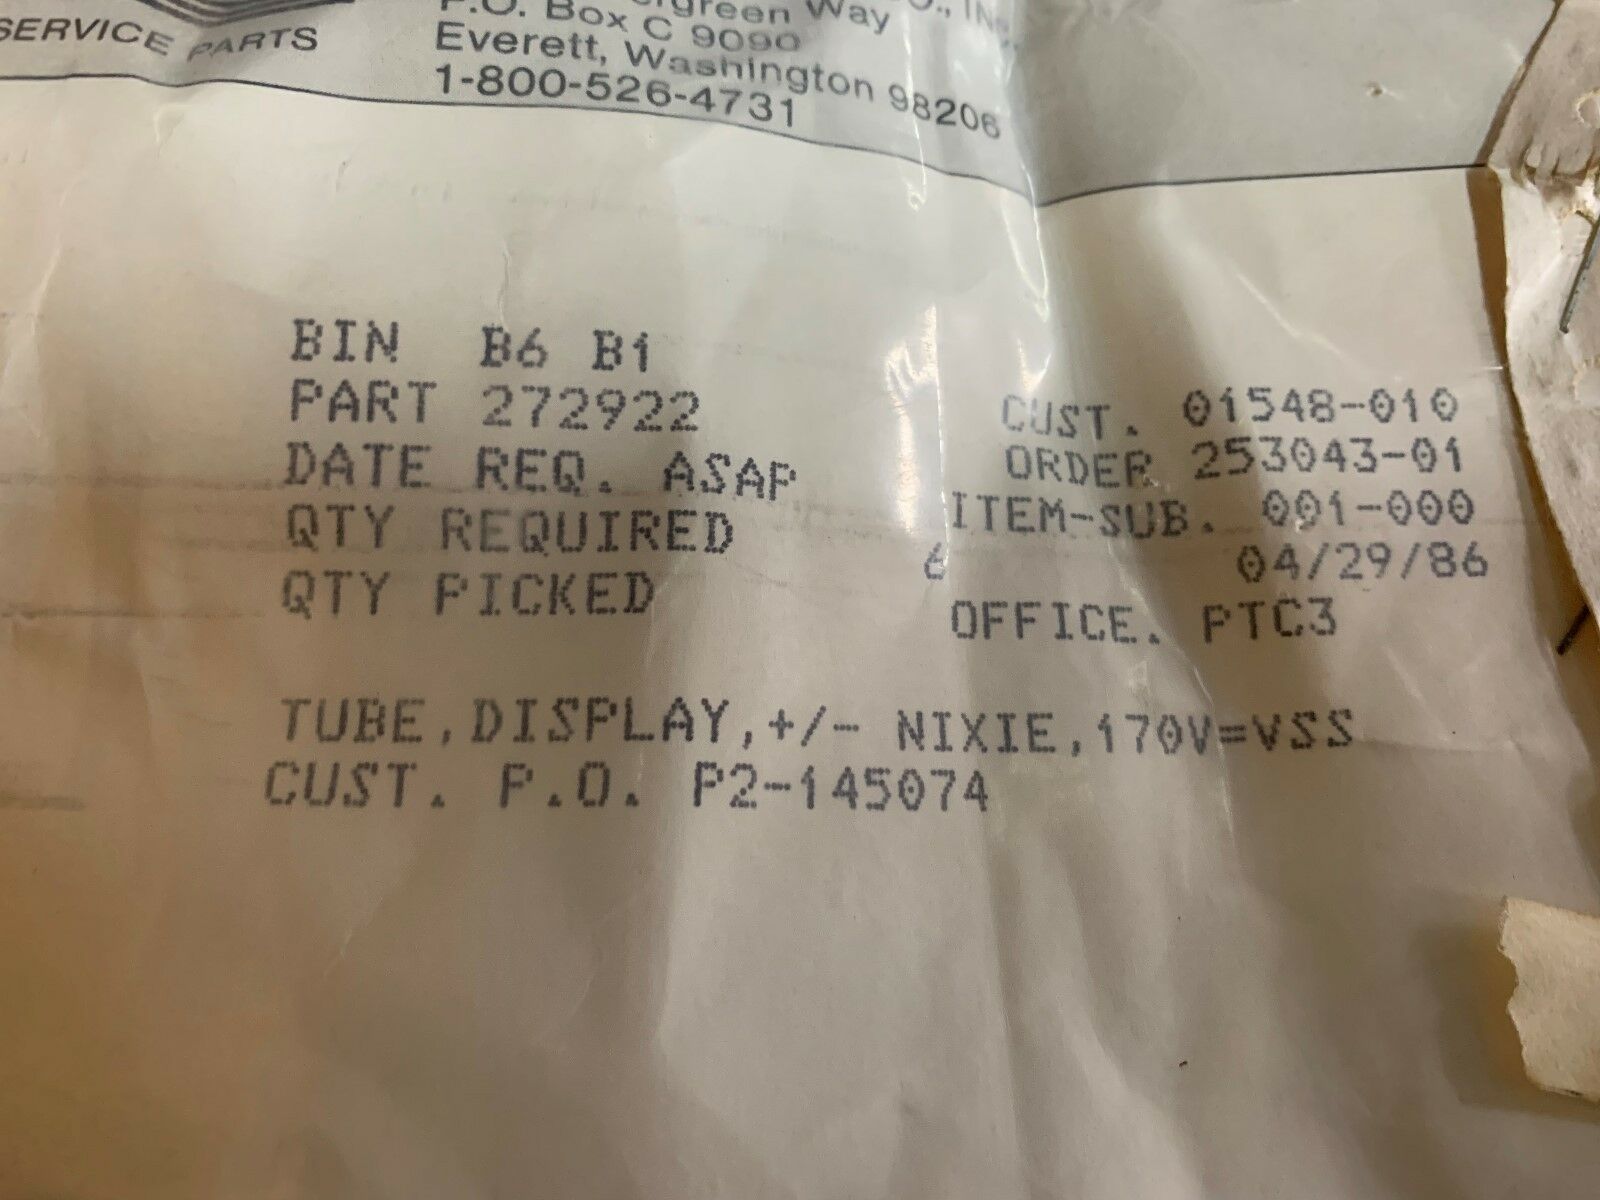 SERVICE PARTS
Way
P.O. Box C 9090
Everett, Washington 98206
1-800-526-4731
BIN B6 B1
PART 272922 CUST. 01548-010
DATE REQ. ASAP ORDER 253043-01
QTY REQUIRED ITEM-SUB. 001-000
6 04/29/86
QTY PICKED OFFICE. PTC3
TUBE,DISPLAY,+/- NIXIE,170V=VSS
CUST. P.O. P2-145074